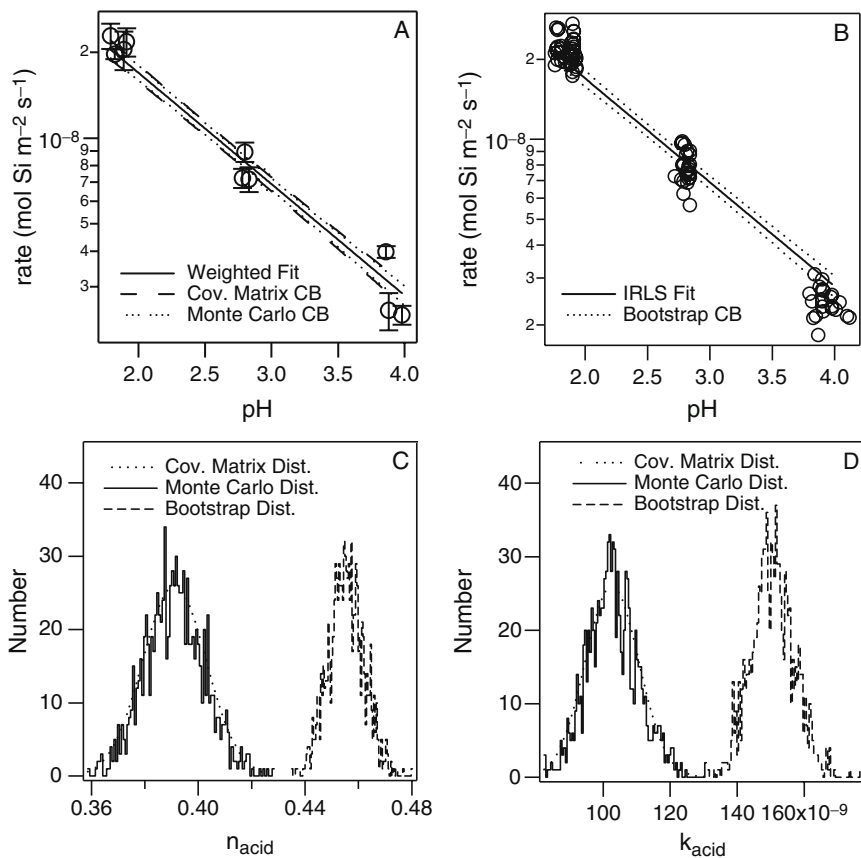 A
rate (mol Si m⁻² s⁻¹)
2
10⁻⁸
9
8
7
6
5
4
3
Weighted Fit
Cov. Matrix CB
Monte Carlo CB
2.0 2.5 3.0 3.5 4.0
pH
B
rate (mol Si m⁻² s⁻¹)
2
10⁻⁸
9
8
7
6
5
4
3
2
IRLS Fit
Bootstrap CB
2.0 2.5 3.0 3.5 4.0
pH
C
Cov. Matrix Dist.
Monte Carlo Dist.
Bootstrap Dist.
Number
40
30
20
10
0
0.36 0.40 0.44 0.48
n_acid
D
Cov. Matrix Dist.
Monte Carlo Dist.
Bootstrap Dist.
Number
40
30
20
10
0
100 120 140 160x10⁻⁹
k_acid